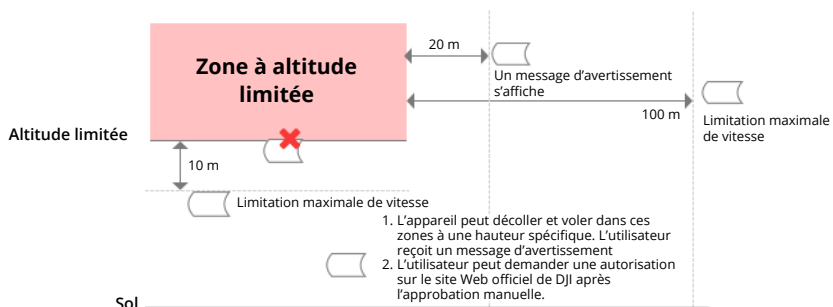 Zone à altitude
limitée
20 m
Un message d’avertissement
s’affiche
100 m
Limitation maximale
de vitesse
Altitude limitée
10 m
Limitation maximale de vitesse
1. L’appareil peut décoller et voler dans ces
zones à une hauteur spécifique. L’utilisateur
reçoit un message d’avertissement
2. L’utilisateur peut demander une autorisation
sur le site Web officiel de DJI après
l’approbation manuelle.
Sol